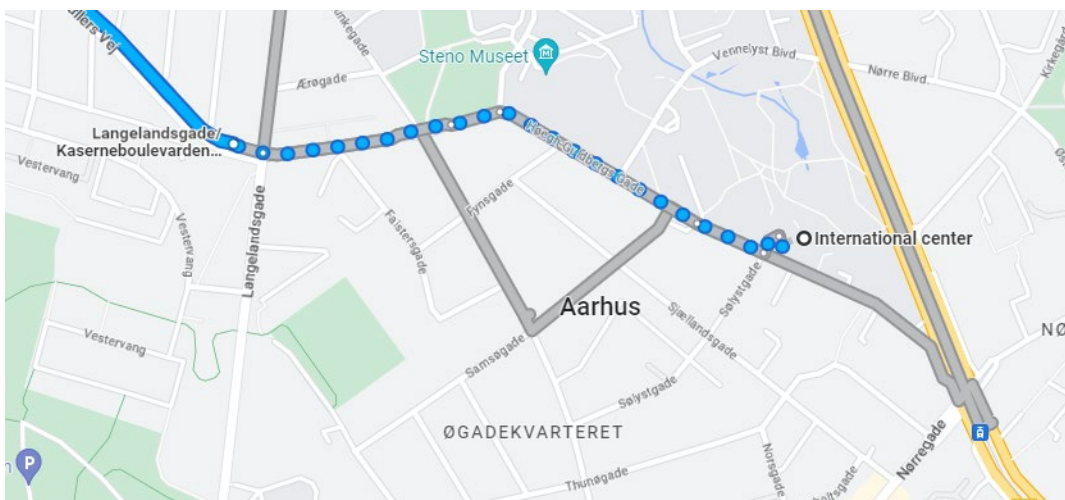 Ærøgade
Steno Museet
Vennelyst Blvd.
Nørre Blvd.
Langelandsgade/
Kaserneboulevarden...
Vestervang
Vestervang
Langelandsgade
Falstersgade
Fynsgade
Høegh-Guldbergs Gade
International center
Aarhus
Sølystgade
Sjællandsgade
Vestervang
Samsøgade
Sølystgade
ØGADEKVARTERET
Nørregade
Norsgade
Thunøgade
P